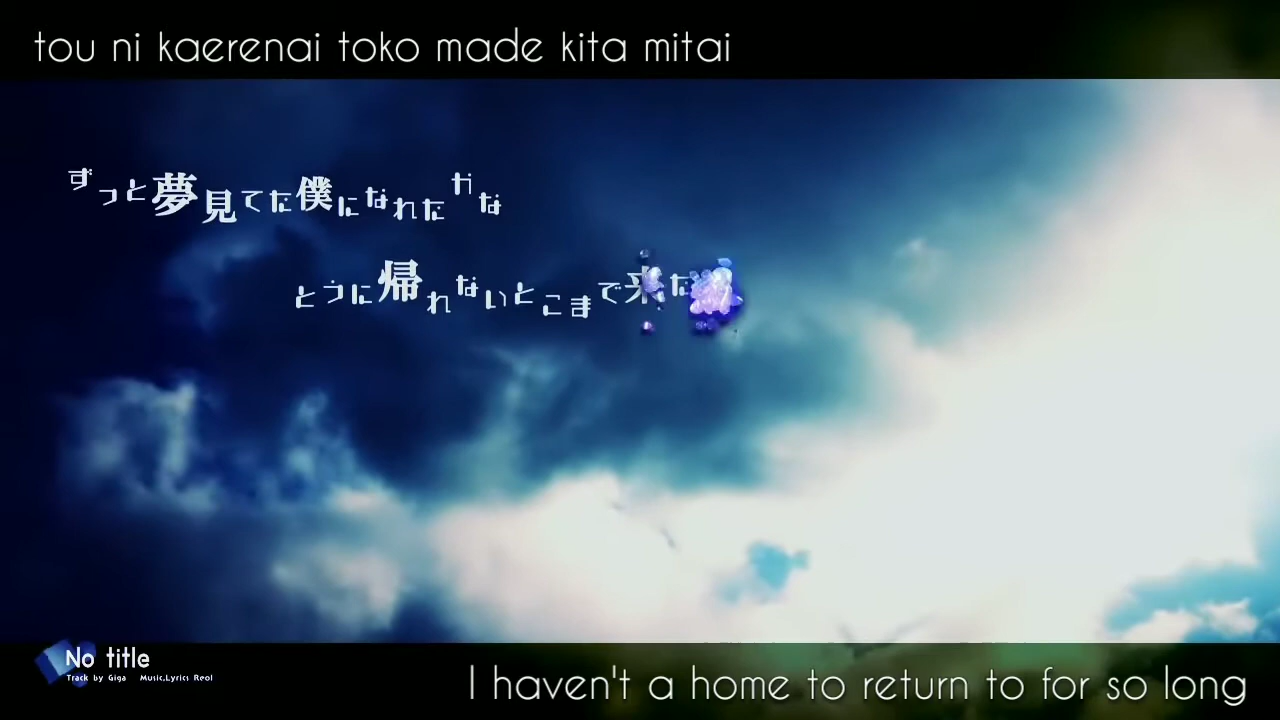 tou ni kaerenai toko made kita mitai
ずっと夢見てた僕になれたかな
とうに帰れないとこまで来た
No title
Track by Giga Music,Lyrics Reol
I haven't a home to return to for so long